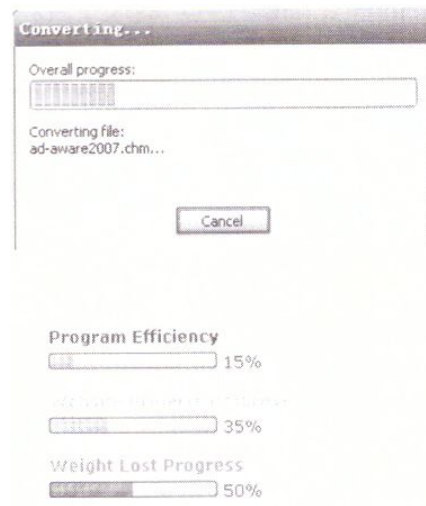 Converting...
Overall progress:
Converting file:
ad-aware2007.chm...
Cancel
Program Efficiency
15%
35%
Weight Lost Progress
50%